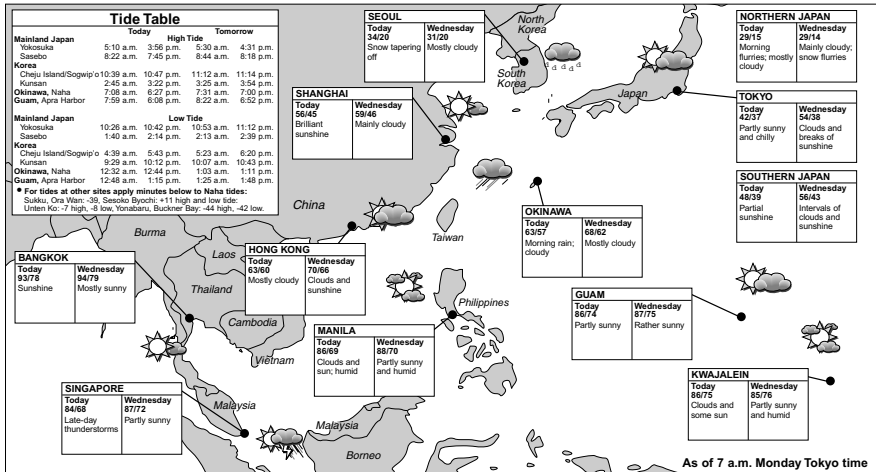 Tide Table
Today Tomorrow
Mainland Japan High Tide
Yokosuka 5:10 a.m. 3:56 p.m. 5:30 a.m. 4:31 p.m.
Sasebo 8:22 a.m. 7:45 p.m. 8:44 a.m. 8:18 p.m.
Korea
Cheju Island/Sogwip'o 10:39 a.m. 10:47 p.m. 11:12 a.m. 11:14 p.m.
Kunsan 2:45 a.m. 3:22 p.m. 3:25 a.m. 3:54 p.m.
Okinawa, Naha 7:08 a.m. 6:27 p.m. 7:31 a.m. 7:00 p.m.
Guam, Apra Harbor 7:59 a.m. 6:08 p.m. 8:22 a.m. 6:52 p.m.
Mainland Japan Low Tide
Yokosuka 10:26 a.m. 10:42 p.m. 10:53 a.m. 11:12 p.m.
Sasebo 1:40 a.m. 2:14 p.m. 2:13 a.m. 2:39 p.m.
Korea
Cheju Island/Sogwip'o 4:39 a.m. 5:43 p.m. 5:23 a.m. 6:20 p.m.
Kunsan 9:29 a.m. 10:12 p.m. 10:07 a.m. 10:43 p.m.
Okinawa, Naha 12:32 a.m. 12:44 p.m. 1:03 a.m. 1:11 p.m.
Guam, Apra Harbor 12:48 a.m. 1:15 p.m. 1:25 a.m. 1:48 p.m.
• For tides at other sites apply minutes below to Naha tides:
Sukku, Ora Wan: -39, Sesoko Byochi: +11 high and low tide:
Unten Ko: -7 high, -8 low, Yonabaru, Buckner Bay: -44 high, -42 low.
SEOUL
Today Wednesday
34/20 31/20
Snow tapering Mostly cloudy
off
North
Korea
South
Korea
Japan
NORTHERN JAPAN
Today Wednesday
29/15 29/14
Morning Mainly cloudy;
flurries; mostly snow flurries
cloudy
TOKYO
Today Wednesday
42/37 54/38
Partly sunny Clouds and
and chilly breaks of
sunshine
SOUTHERN JAPAN
Today Wednesday
48/39 56/43
Partial Intervals of
sunshine clouds and
sunshine
SHANGHAI
Today Wednesday
56/45 59/46
Brilliant Mainly cloudy
sunshine
China
Taiwan
OKINAWA
Today Wednesday
63/57 68/62
Morning rain; Mostly cloudy
cloudy
Burma
Laos
Thailand
Cambodia
Vietnam
BANGKOK
Today Wednesday
93/78 94/79
Sunshine Mostly sunny
HONG KONG
Today Wednesday
63/60 70/66
Mostly cloudy Clouds and
sunshine
Philippines
MANILA
Today Wednesday
86/69 88/70
Clouds and Partly sunny
sun; humid and humid
GUAM
Today Wednesday
86/74 87/75
Partly sunny Rather sunny
KWAJALEIN
Today Wednesday
86/75 85/76
Clouds and Partly sunny
some sun and humid
SINGAPORE
Today Wednesday
84/68 87/72
Late-day Partly sunny
thunderstorms
Malaysia
Malaysia
Borneo
As of 7 a.m. Monday Tokyo time